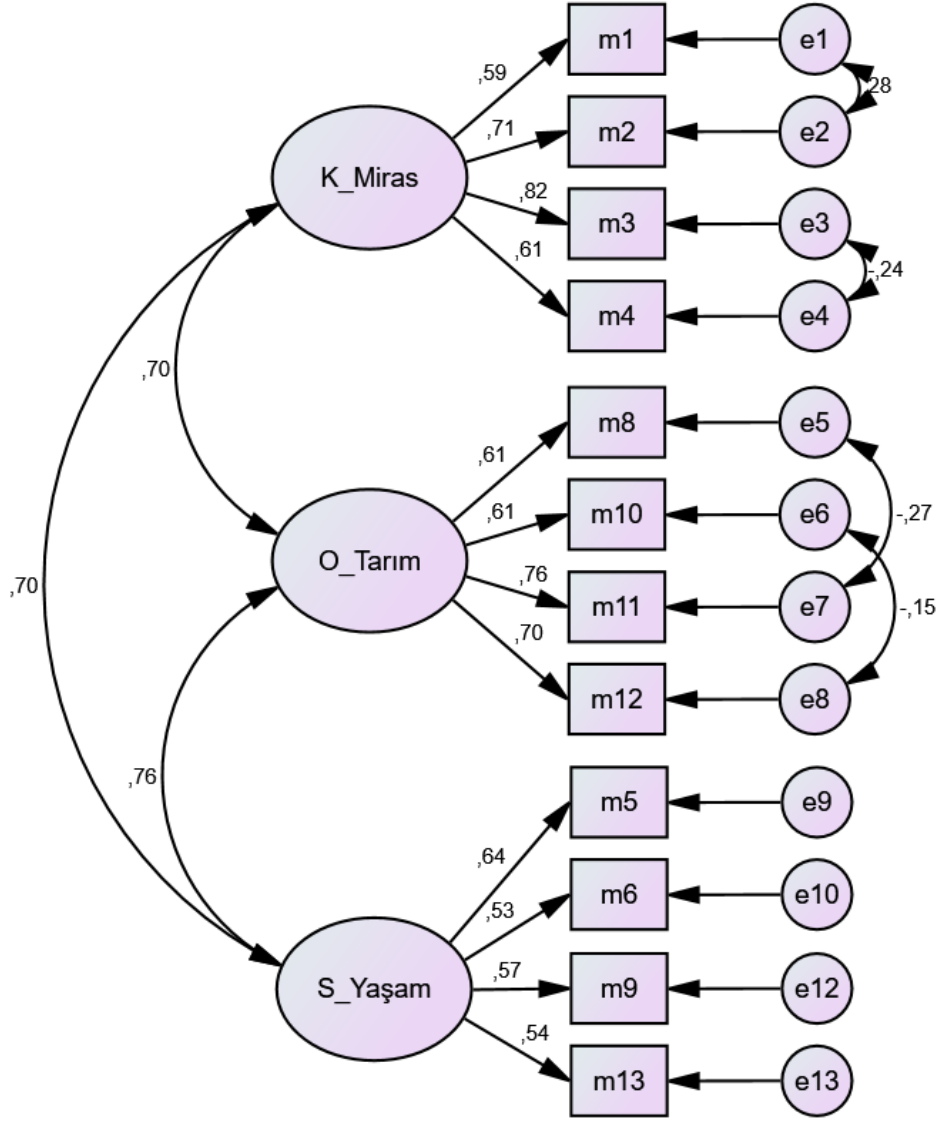 m1
e1
,59
28
,71
m2
e2
K_Miras
,82
m3
e3
,61
-,24
m4
e4
,70
m8
e5
,61
,61
m10
e6
-,27
O_Tarım
,76
m11
e7
-,15
,70
m12
e8
,70
,76
m5
e9
,64
,53
m6
e10
S_Yaşam
,57
m9
e12
,54
m13
e13